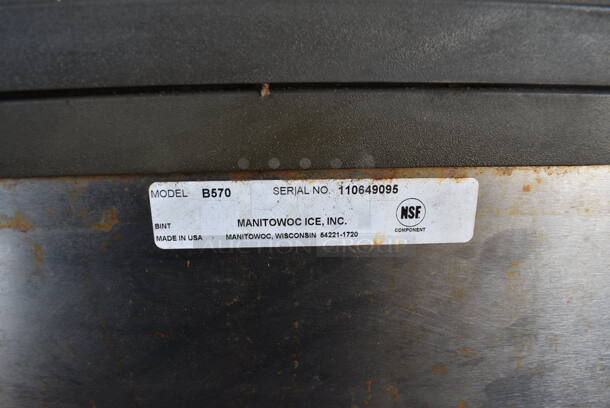 MODEL B570 SERIAL NO. 110649095
BINT MANITOWOC ICE, INC. NSF
MADE IN USA MANITOWOC, WISCONSIN 54221-1720 COMPONENT